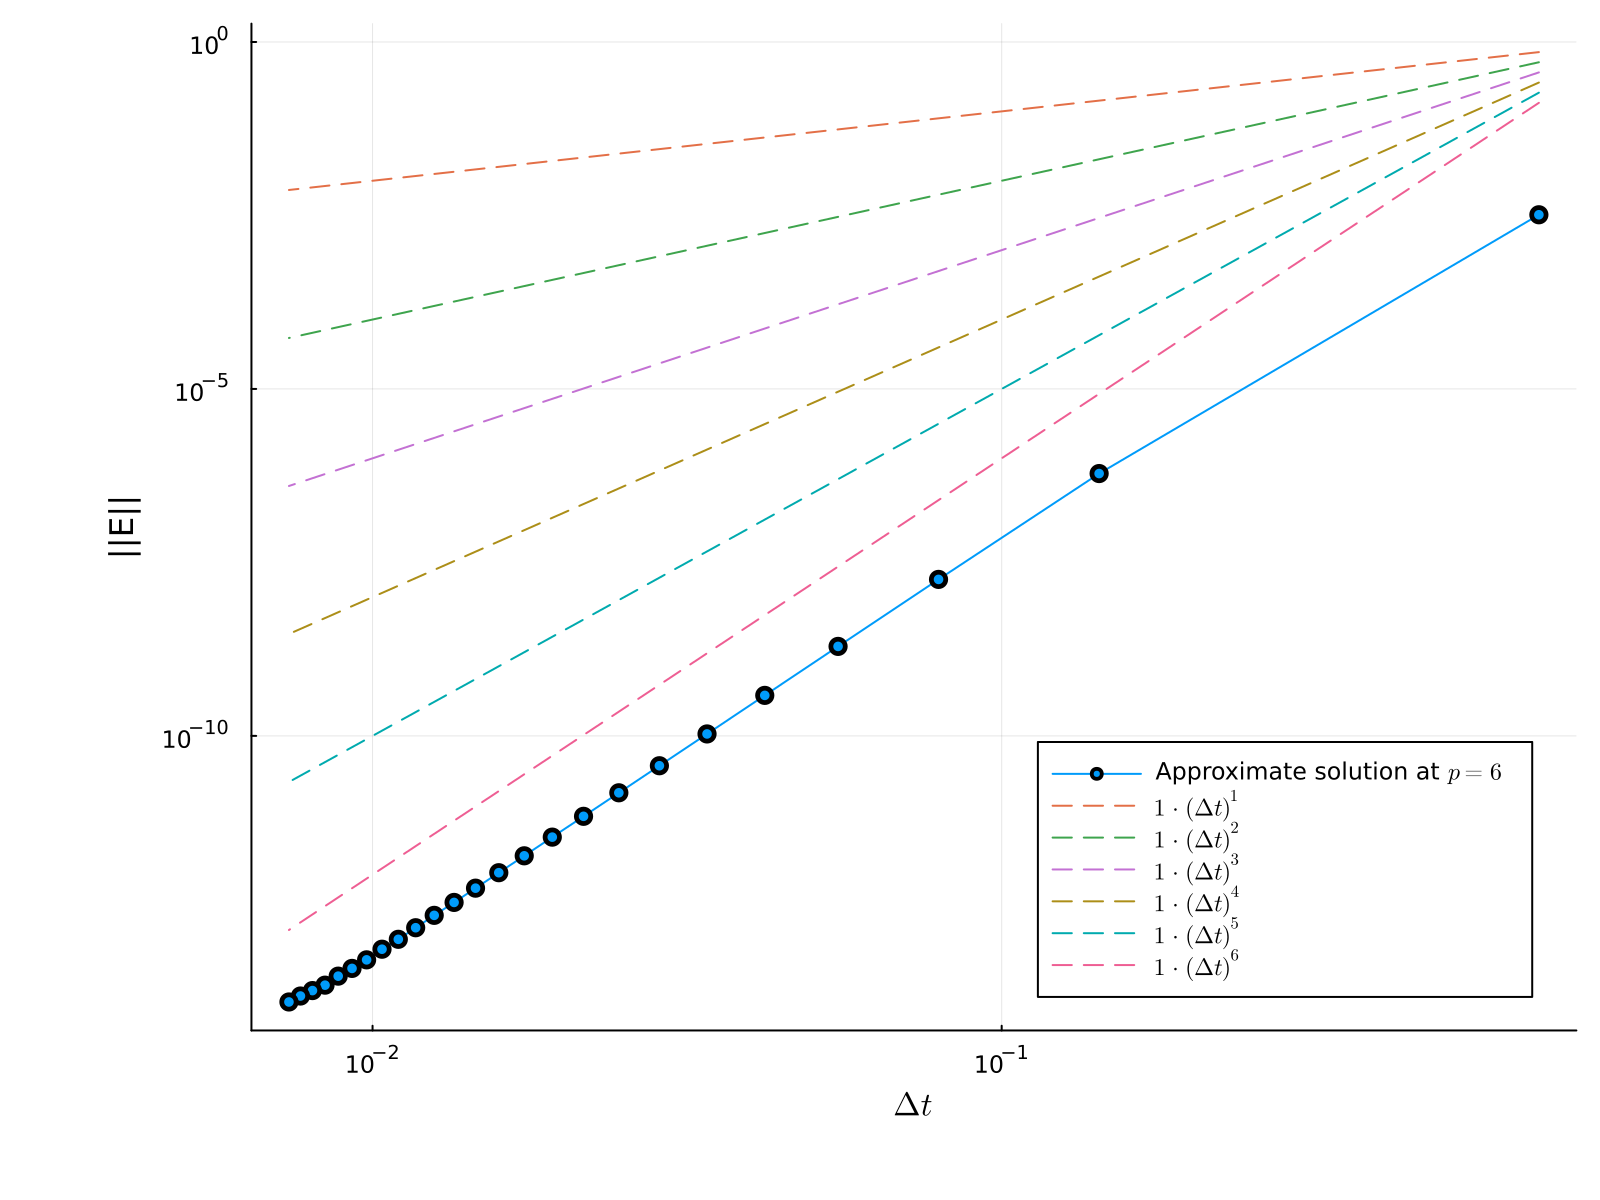 10⁰
10⁻⁵
||E||
10⁻¹⁰
Approximate solution at p = 6
1 · (Δt)¹
1 · (Δt)²
1 · (Δt)³
1 · (Δt)⁴
1 · (Δt)⁵
1 · (Δt)⁶
10⁻² 10⁻¹
Δt